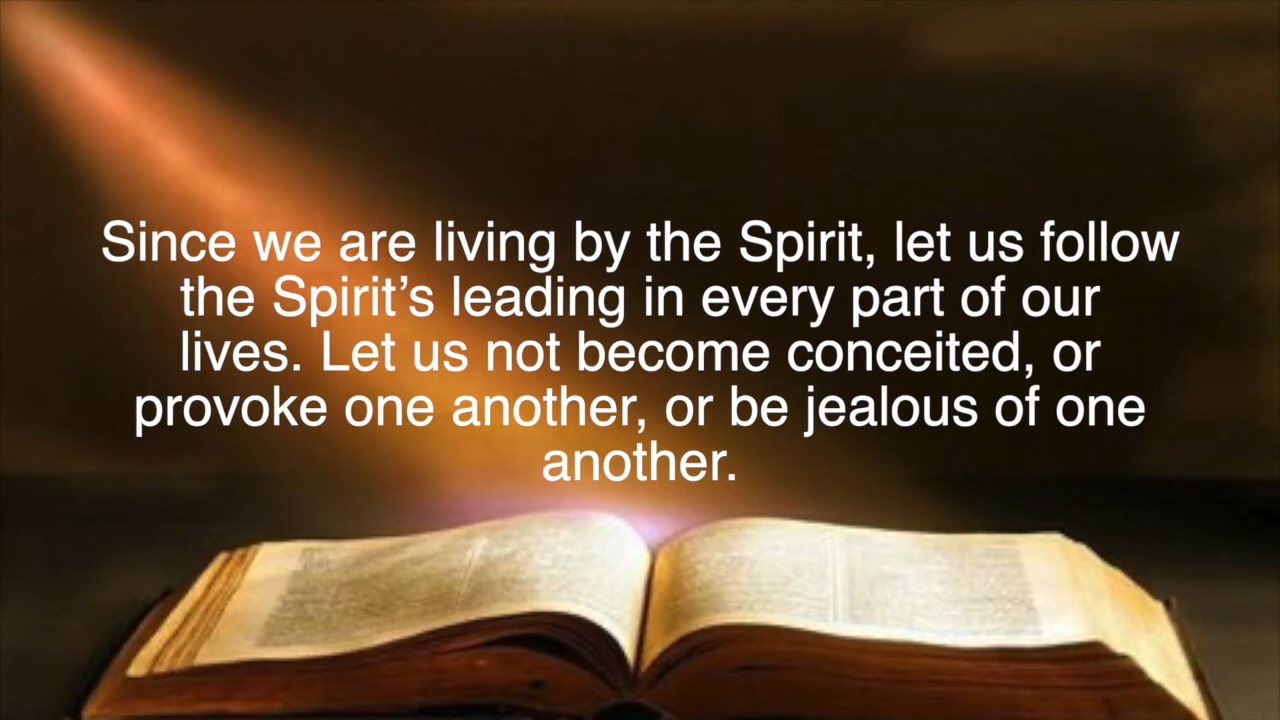 Since we are living by the Spirit, let us follow
the Spirit’s leading in every part of our
lives. Let us not become conceited, or
provoke one another, or be jealous of one
another.